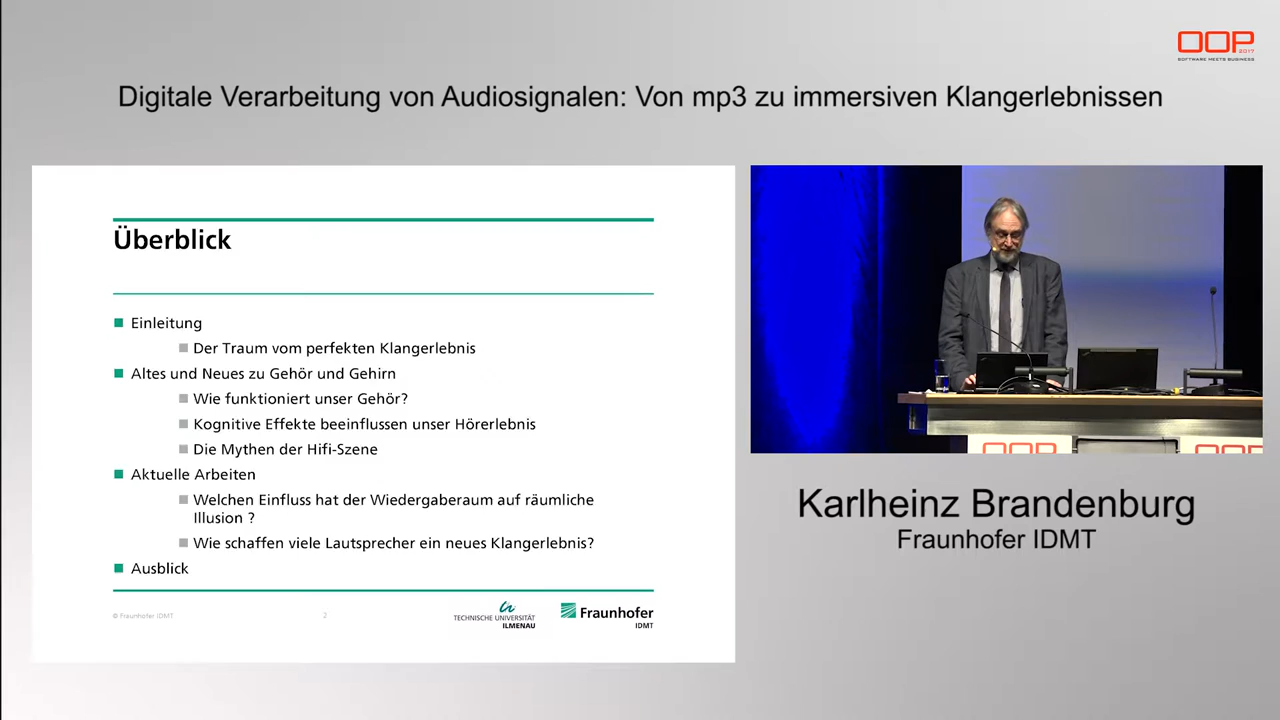 OOP
2017
SOFTWARE MEETS BUSINESS
Digitale Verarbeitung von Audiosignalen: Von mp3 zu immersiven Klangerlebnissen
Überblick
Einleitung
Der Traum vom perfekten Klangerlebnis
Altes und Neues zu Gehör und Gehirn
Wie funktioniert unser Gehör?
Kognitive Effekte beeinflussen unser Hörerlebnis
Die Mythen der Hifi-Szene
Aktuelle Arbeiten
Welchen Einfluss hat der Wiedergaberaum auf räumliche
Illusion ?
Wie schaffen viele Lautsprecher ein neues Klangerlebnis?
Ausblick
© Fraunhofer IDMT
2
TECHNISCHE UNIVERSITÄT
ILMENAU
Fraunhofer
IDMT
OOP
OOP
Karlheinz Brandenburg
Fraunhofer IDMT